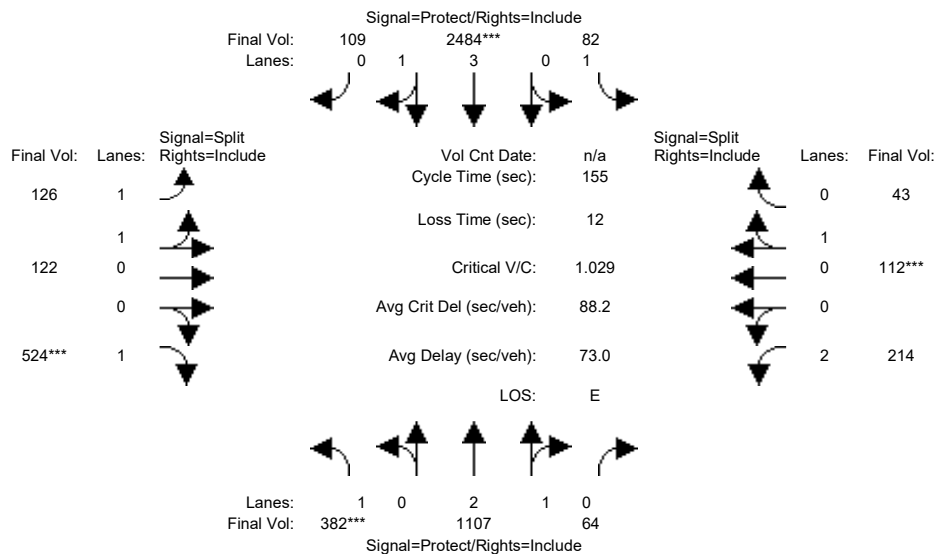 Signal=Protect/Rights=Include
Final Vol: 109 2484*** 82
Lanes: 0 1 3 0 1
Signal=Split
Final Vol: Lanes: Rights=Include
Vol Cnt Date: n/a
Signal=Split
Rights=Include Lanes: Final Vol:
Cycle Time (sec): 155
126 1
0 43
Loss Time (sec): 12
1
1
122 0
Critical V/C: 1.029
0 112***
0
Avg Crit Del (sec/veh): 88.2
0
524*** 1
Avg Delay (sec/veh): 73.0
2 214
LOS: E
Lanes: 1 0 2 1 0
Final Vol: 382*** 1107 64
Signal=Protect/Rights=Include